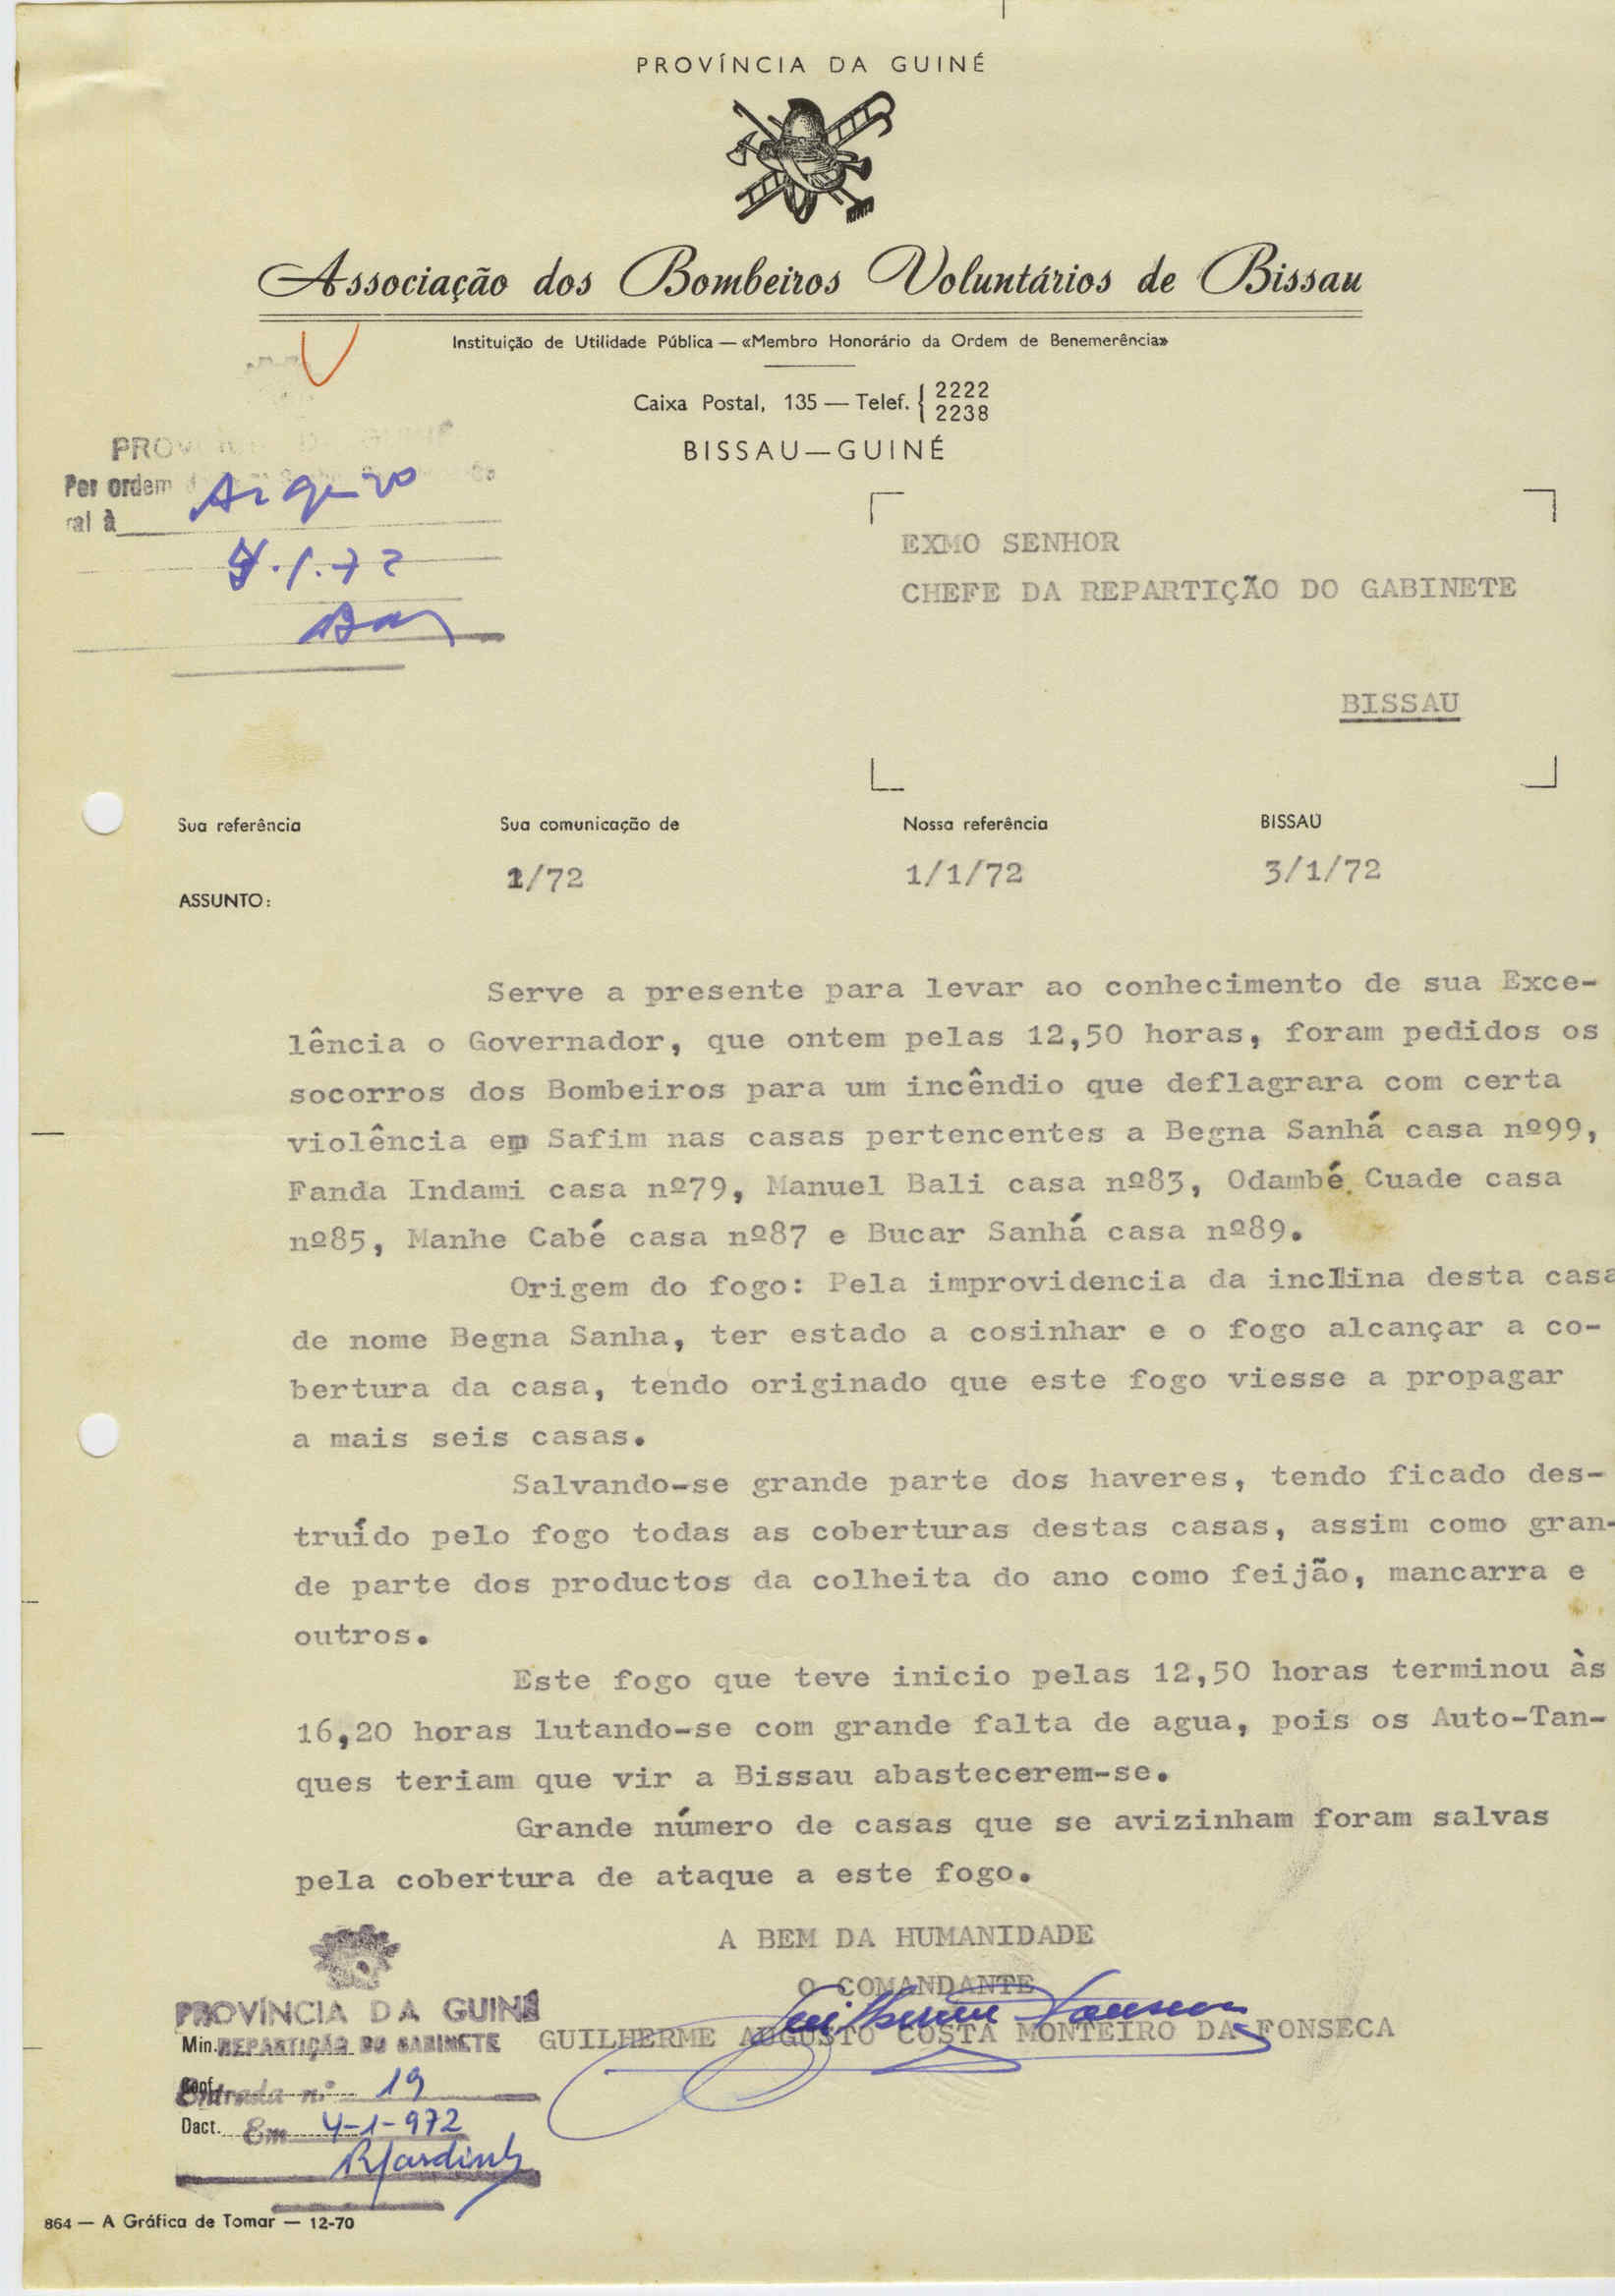 PROVÍNCIA DA GUINÉ
Associação dos Bombeiros Voluntários de Bissau
Instituição de Utilidade Pública — «Membro Honorário da Ordem de Benemerência»
Caixa Postal, 135 — Telef. { 2222
2238
BISSAU—GUINÉ
Por ordem
ral à
Arquivo
4.1.72
EXMO SENHOR
CHEFE DA REPARTIÇÃO DO GABINETE
BISSAU
Sua referência Sua comunicação de Nossa referência BISSAU
1/72 1/1/72 3/1/72
ASSUNTO:
Serve a presente para levar ao conhecimento de sua Exce-
lência o Governador, que ontem pelas 12,50 horas, foram pedidos os
socorros dos Bombeiros para um incêndio que deflagrara com certa
violência em Safim nas casas pertencentes a Begna Sanhá casa nº99,
Fanda Indami casa nº79, Manuel Bali casa nº83, Odambé Cuade casa
nº85, Manhe Cabé casa nº87 e Bucar Sanhá casa nº89.
Origem do fogo: Pela improvidencia da inclina desta casa
de nome Begna Sanha, ter estado a cosinhar e o fogo alcançar a co-
bertura da casa, tendo originado que este fogo viesse a propagar
a mais seis casas.
Salvando-se grande parte dos haveres, tendo ficado des-
truído pelo fogo todas as coberturas destas casas, assim como gran-
de parte dos productos da colheita do ano como feijão, mancarra e
outros.
Este fogo que teve inicio pelas 12,50 horas terminou às
16,20 horas lutando-se com grande falta de agua, pois os Auto-Tan-
ques teriam que vir a Bissau abastecerem-se.
Grande número de casas que se avizinham foram salvas
pela cobertura de ataque a este fogo.
A BEM DA HUMANIDADE
O COMANDANTE
Guilherme Fonseca
GUILHERME AUGUSTO COSTA MONTEIRO DA FONSECA
PROVÍNCIA DA GUINÉ
Min. REPARTIÇÃO DO GABINETE
Entrada n.º 19
Dact. Em 4-1-972
864 — A Gráfica de Tomar — 12-70